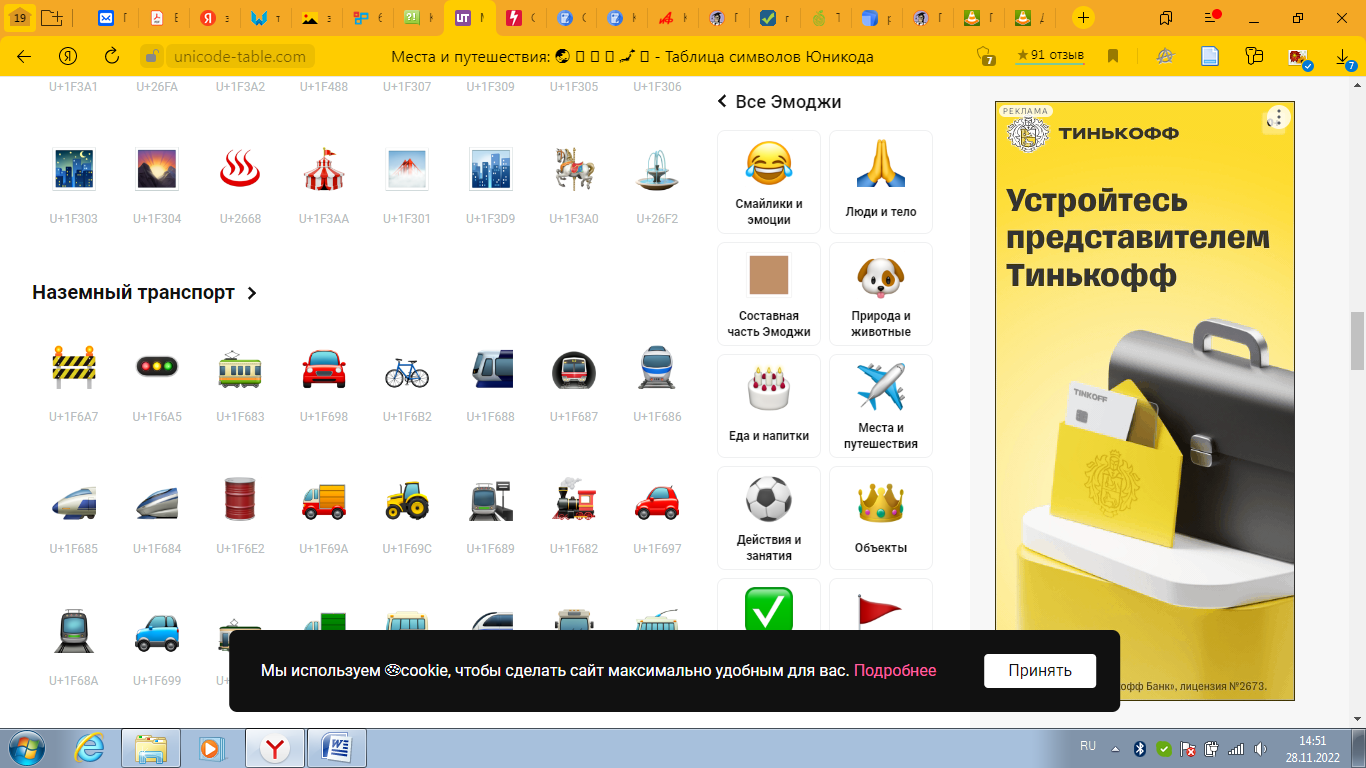 19
unicode-table.com
Места и путешествия: - Таблица символов Юникода
7
★91 отзыв
7
U+1F3A1 U+26FA U+1F3A2 U+1F488 U+1F307 U+1F309 U+1F305 U+1F306
U+1F303 U+1F304 U+2668 U+1F3AA U+1F301 U+1F3D9 U+1F3A0 U+26F2
Наземный транспорт
U+1F6A7 U+1F6A5 U+1F683 U+1F698 U+1F6B2 U+1F688 U+1F687 U+1F686
U+1F685 U+1F684 U+1F6E2 U+1F69A U+1F69C U+1F689 U+1F682 U+1F697
U+1F68A U+1F699
Все Эмоджи
Смайлики и
эмоции
Люди и тело
Составная
часть Эмоджи
Природа и
животные
Еда и напитки
Места и
путешествия
Действия и
занятия
Объекты
РЕКЛАМА
ТИНЬКОФФ
Устройтесь
представителем
Тинькофф
TINKOFF
офф Банк», лицензия №2673.
Мы используем cookie, чтобы сделать сайт максимально удобным для вас. Подробнее
Принять
RU
14:51
28.11.2022